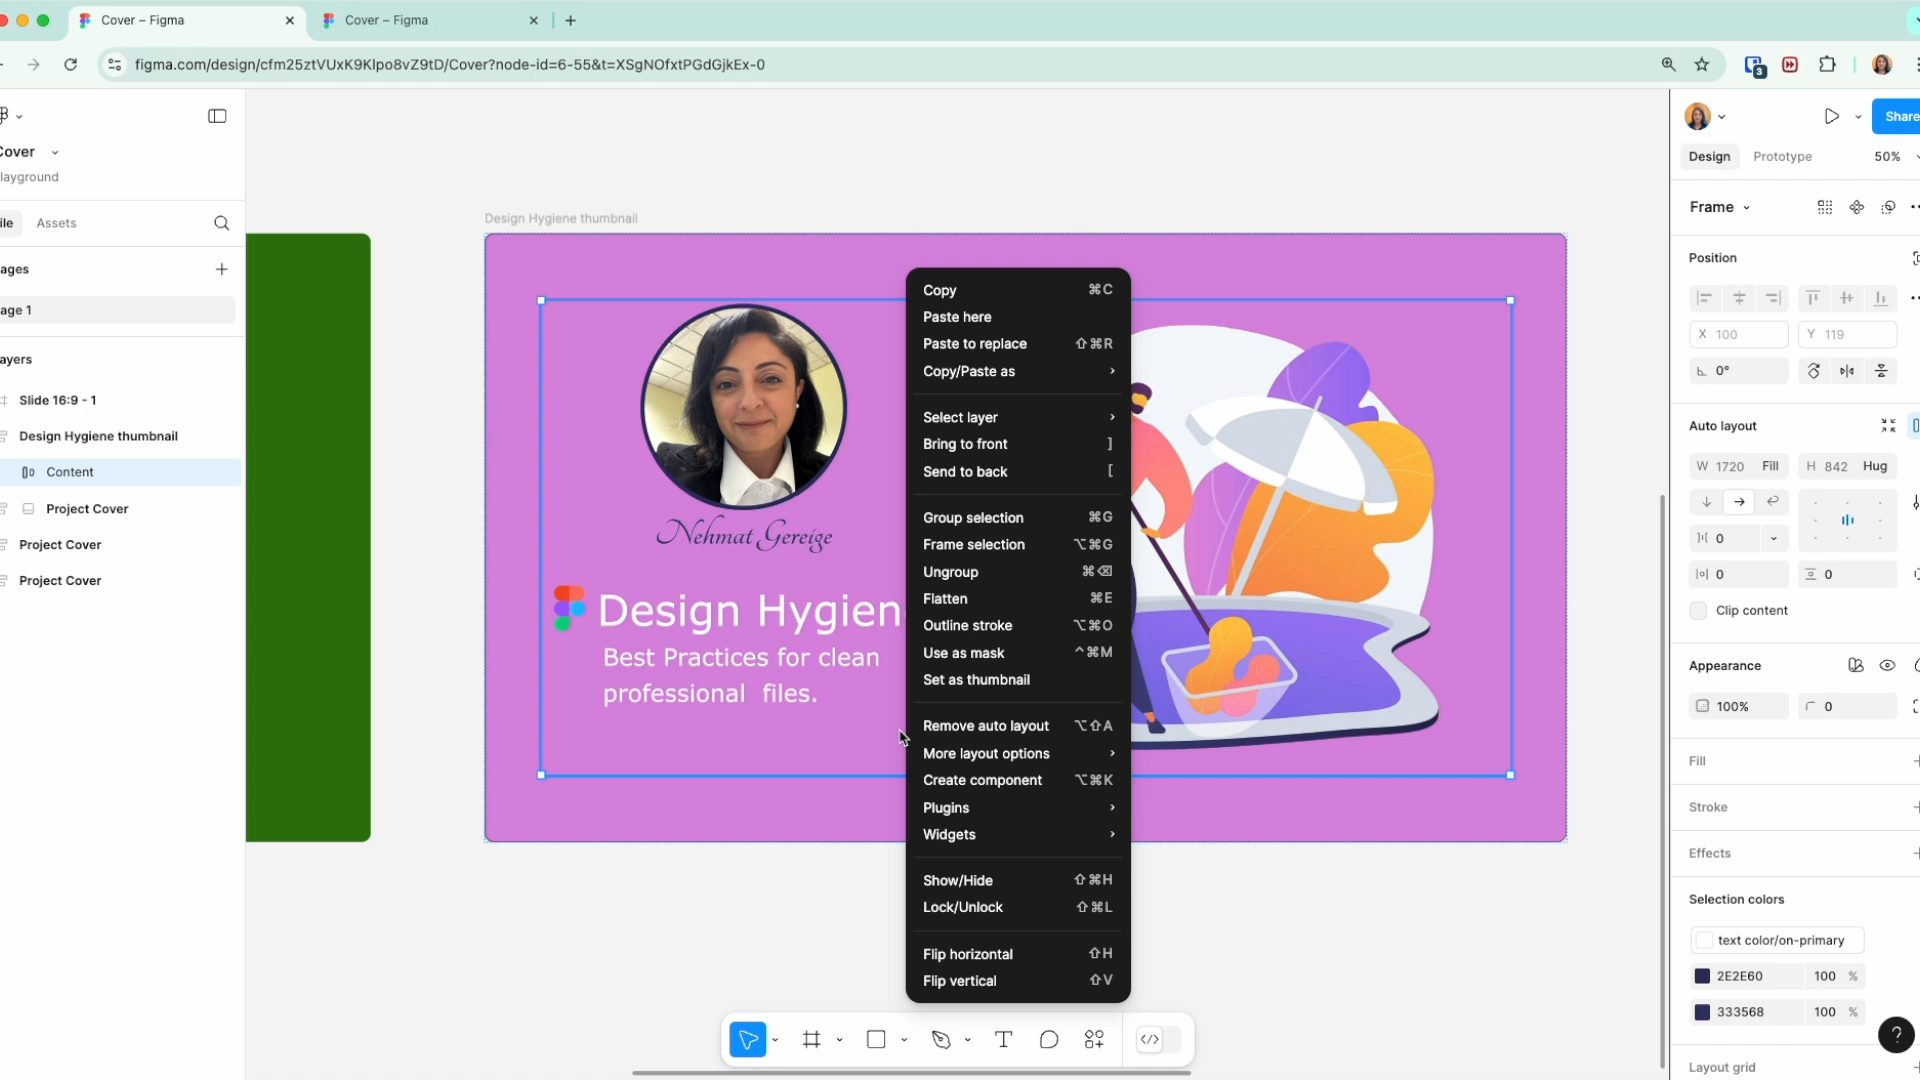 Cover – Figma
Cover – Figma
figma.com/design/cfm25ztVUxK9KIpo8vZ9tD/Cover?node-id=6-55&t=XSgNOfxtPGdGjkEx-0
3
Cover
layground
ile
Assets
ages
age 1
ayers
Slide 16:9 - 1
Design Hygiene thumbnail
Content
Project Cover
Project Cover
Project Cover
Design Hygiene thumbnail
Nehmat Gereige
Design Hygien
Best Practices for clean
professional files.
Copy ⌘C
Paste here
Paste to replace ⇧⌘R
Copy/Paste as
Select layer
Bring to front ]
Send to back [
Group selection ⌘G
Frame selection ⌥⌘G
Ungroup ⌘⌫
Flatten ⌘E
Outline stroke ⌥⌘O
Use as mask ^⌘M
Set as thumbnail
Remove auto layout ⌥⇧A
More layout options
Create component ⌥⌘K
Plugins
Widgets
Show/Hide ⇧⌘H
Lock/Unlock ⇧⌘L
Flip horizontal ⇧H
Flip vertical ⇧V
Share
Design
Prototype
50%
Frame
Position
X 100
Y 119
0°
Auto layout
W 1720 Fill
H 842 Hug
0
0
0
Clip content
Appearance
100%
0
Fill
Stroke
Effects
Selection colors
text color/on-primary
2E2E60 100 %
333568 100 %
Layout grid
?